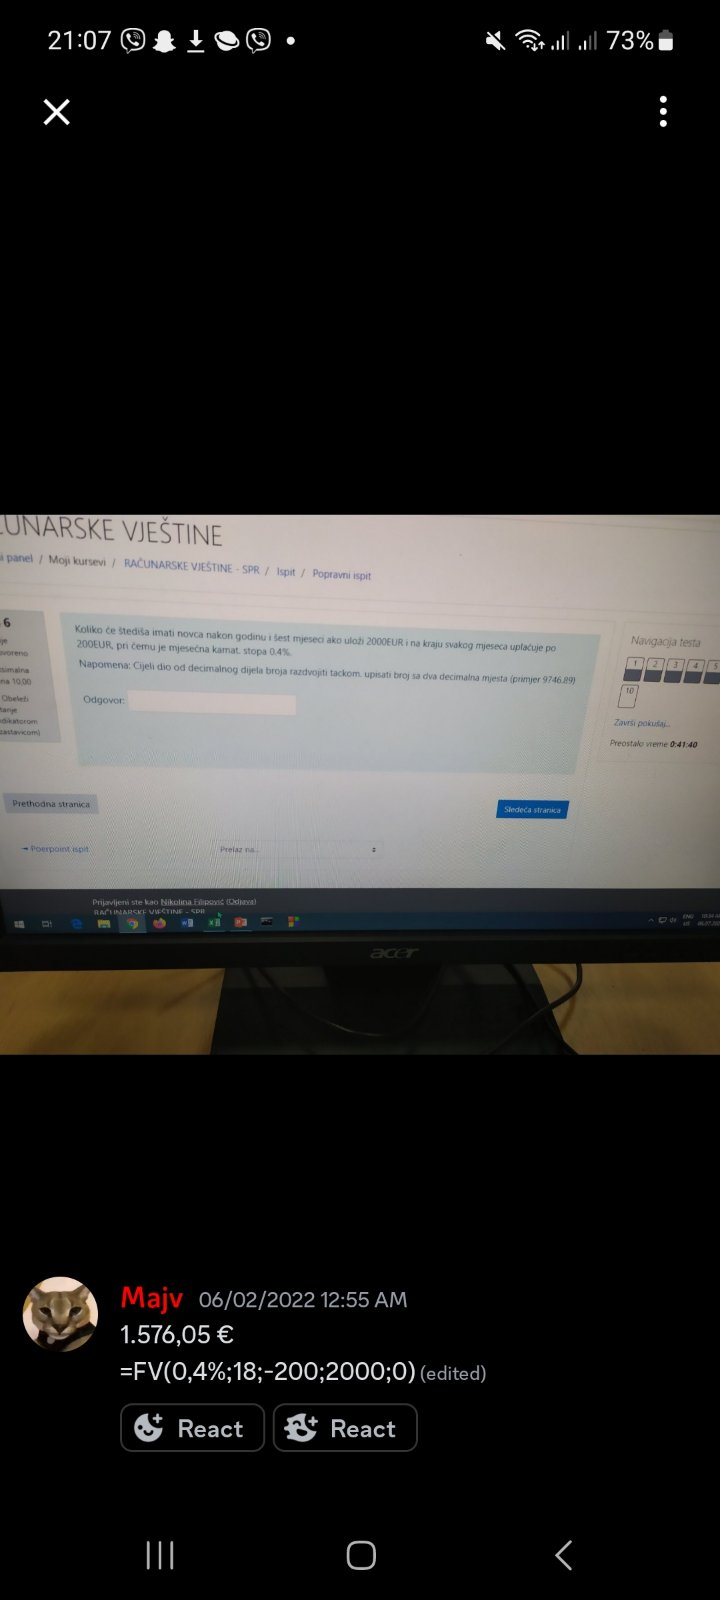 21:07
73%
ČUNARSKE VJEŠTINE
i panel / Moji kursevi / RAČUNARSKE VJEŠTINE - SPR / Ispit / Popravni ispit
6
Koliko će štediša imati novca nakon godinu i šest mjeseci ako uloži 2000EUR i na kraju svakog mjeseca uplaćuje po
200EUR, pri čemu je mjesečna kamat. stopa 0.4%.
Napomena: Cijeli dio od decimalnog dijela broja razdvojiti tackom. upisati broj sa dva decimalna mjesta (primjer 9746.89)
Odgovor:
je
tvoreno
simalna
na 10,00
Obeleži
tanje
dikatorom
zastavicom)
Navigacija testa
1 2 3 4 5
10
Završi pokušaj...
Preostalo vreme 0:41:40
Prethodna stranica
Sledeća stranica
→ Poerpoint ispit
Prelaz na...
Prijavljeni ste kao Nikolina Filipović (Odjava)
RAČUNARSKE VJEŠTINE - SPR
ENG
acer
Majv 06/02/2022 12:55 AM
1.576,05 €
=FV(0,4%;18;-200;2000;0) (edited)
React React